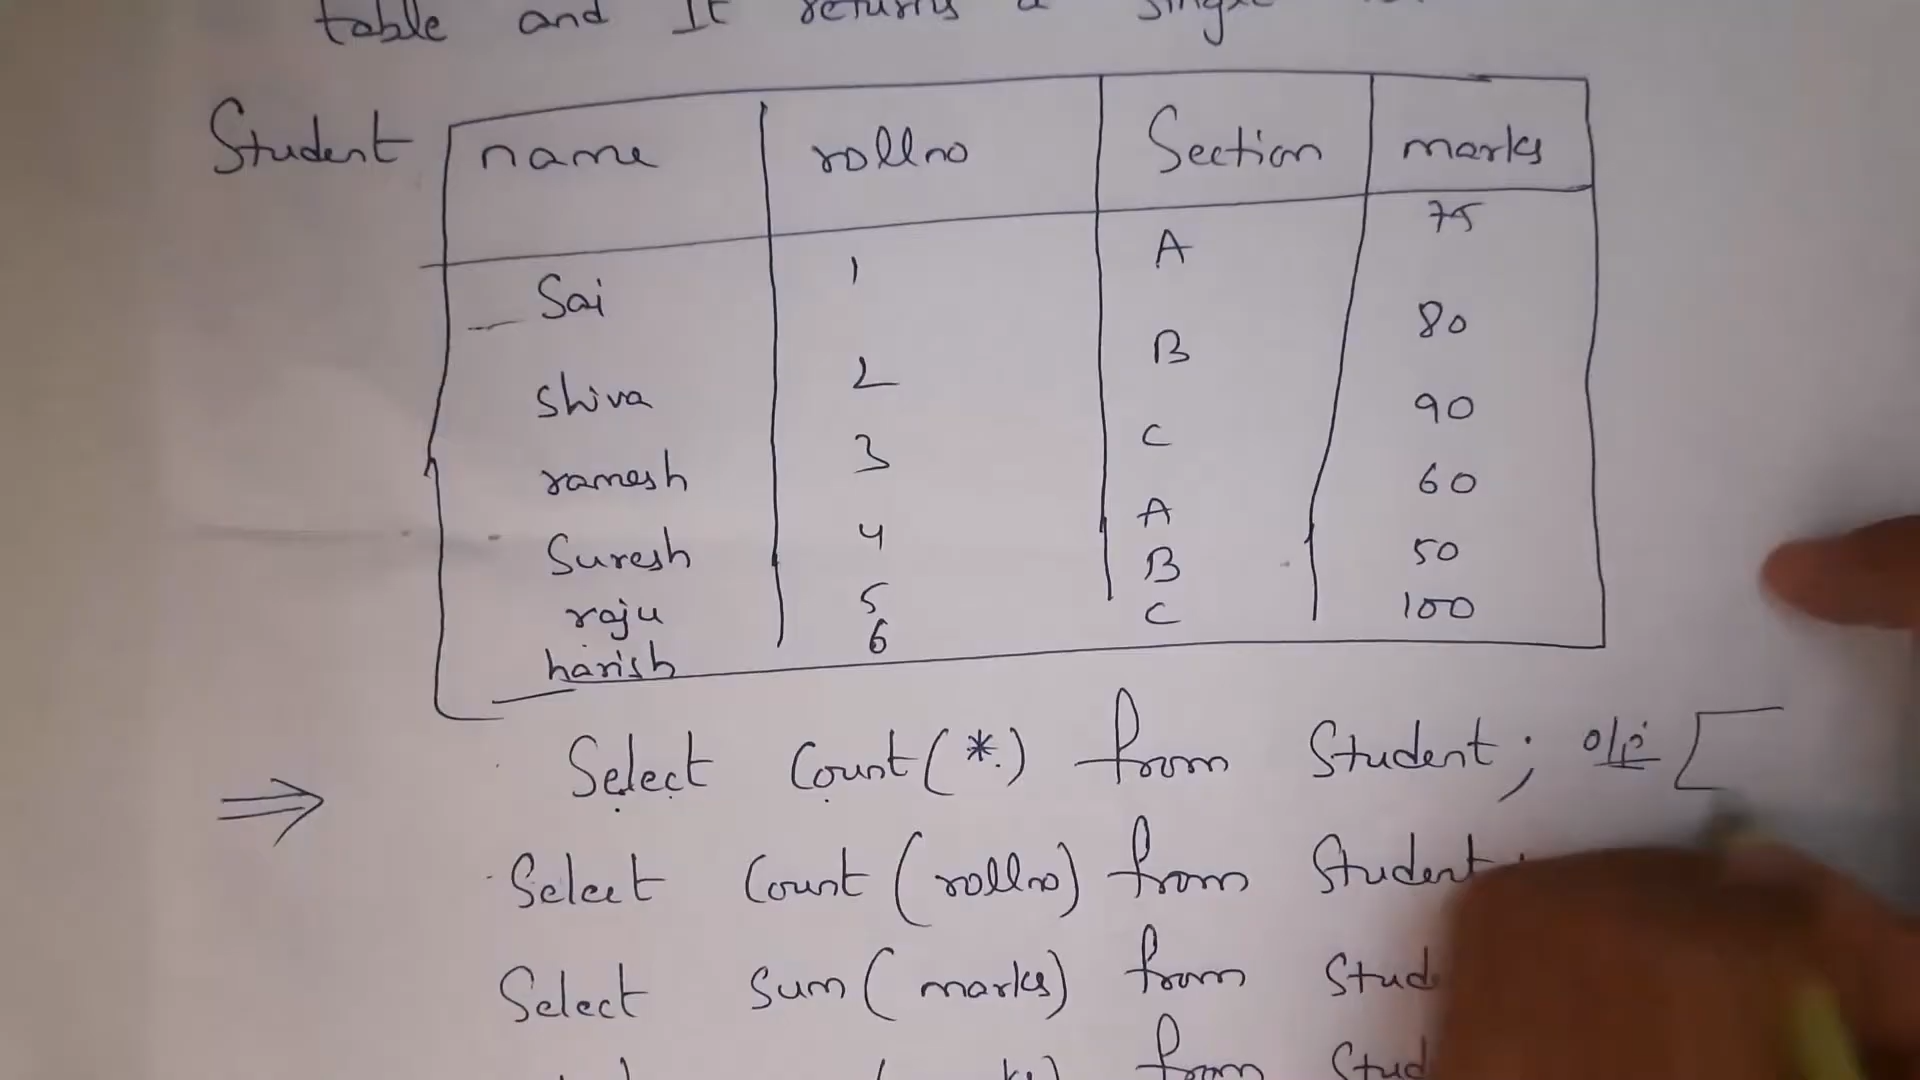 table and It returns a single
Student name rollno Section marks
Sai 1 A 75
Shiva 2 B 80
ramesh 3 C 90
Suresh 4 A 60
raju 5 B 50
harish 6 C 100
⇒ Select Count(*) from Student; o/p:
Select Count (rollno) from Student;
Select sum (marks) from Stud
from Stud